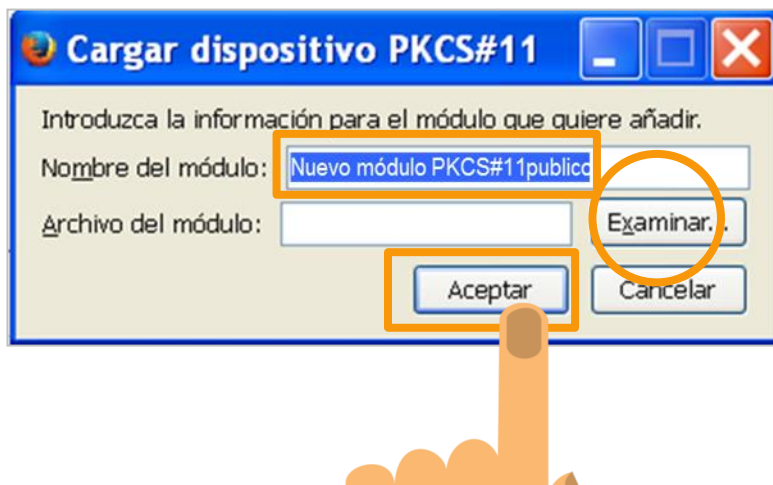 Cargar dispositivo PKCS#11
Introduzca la información para el módulo que quiere añadir.
Nombre del módulo: Nuevo módulo PKCS#11publico
Archivo del módulo: Examinar...
Aceptar Cancelar